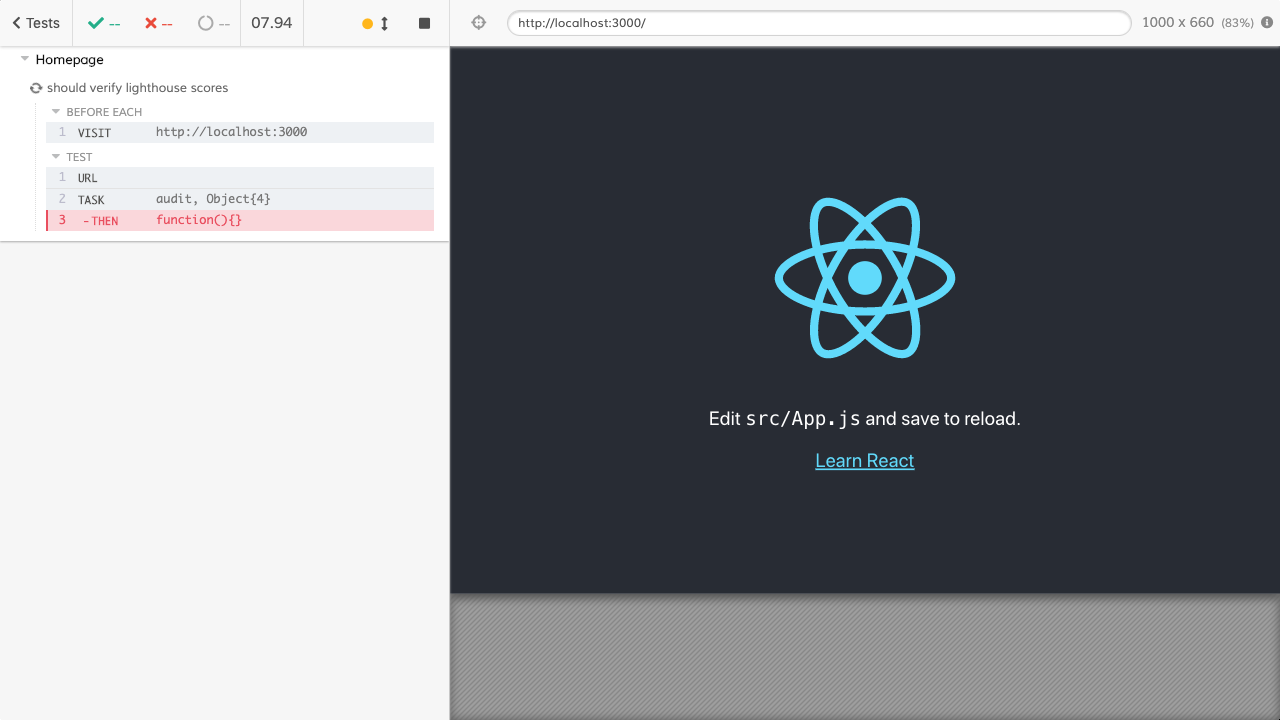 Tests -- -- -- 07.94
http://localhost:3000/ 1000 x 660 (83%)
Homepage
should verify lighthouse scores
BEFORE EACH
1 VISIT http://localhost:3000
TEST
1 URL
2 TASK audit, Object{4}
3 -THEN function(){}
Edit src/App.js and save to reload.
Learn React